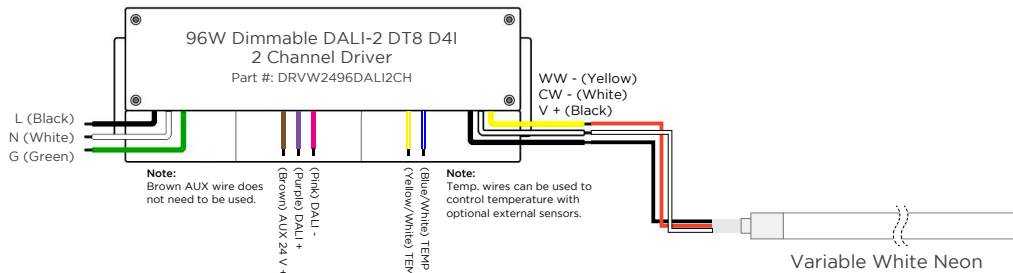 96W Dimmable DALI-2 DT8 D4I
2 Channel Driver
Part #: DRVW2496DALI2CH
WW - (Yellow)
CW - (White)
V + (Black)
L (Black)
N (White)
G (Green)
Note:
Brown AUX wire does
not need to be used.
(Brown) AUX 24 V +
(Purple) DALI +
(Pink) DALI -
(Yellow/White)
(Blue/White) TEMP
Note:
Temp. wires can be used to
control temperature with
optional external sensors.
Variable White Neon